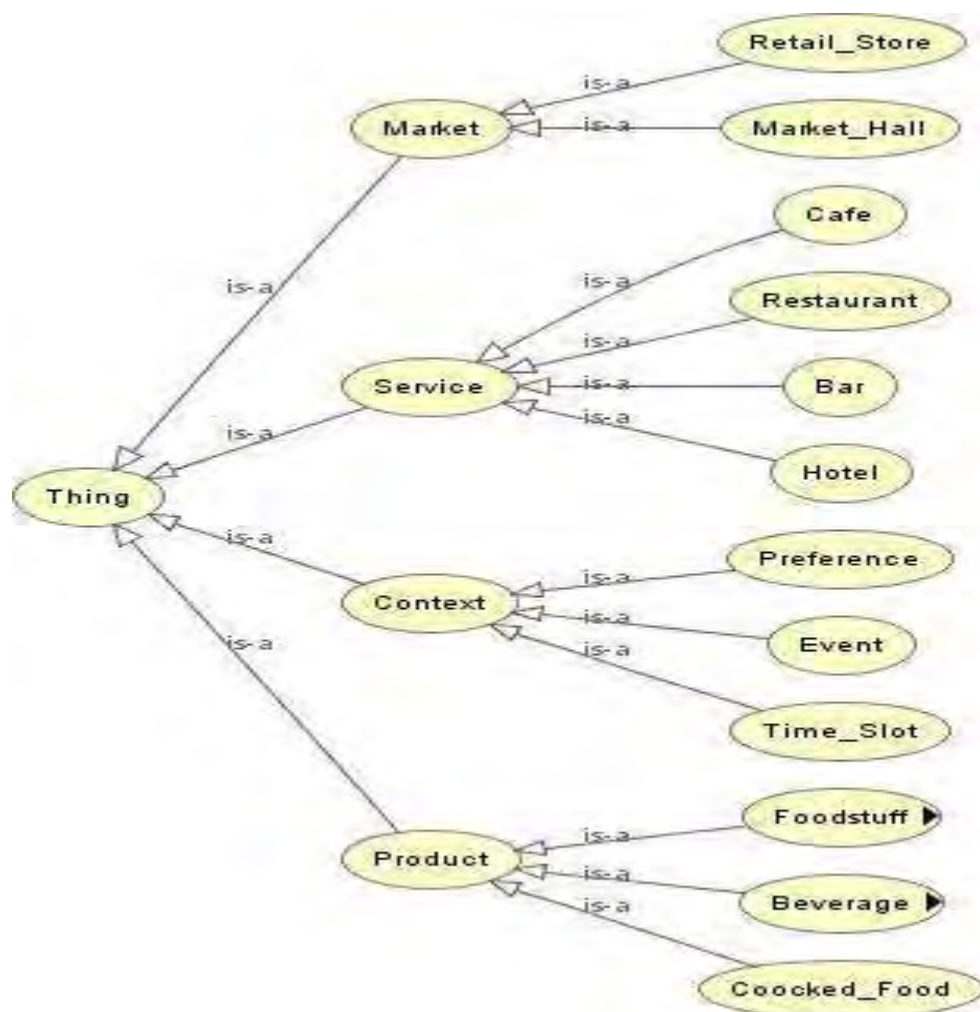 Retail_Store
is-a
Market
is-a
Market_Hall
Cafe
is-a
is-a
Restaurant
is-a
Service
is-a
Bar
is-a
is-a
Hotel
Thing
is-a
Preference
is-a
Context
is-a
Event
is-a
is-a
Time_Slot
Foodstuff
is-a
Product
is-a
Beverage
is-a
Coocked_Food